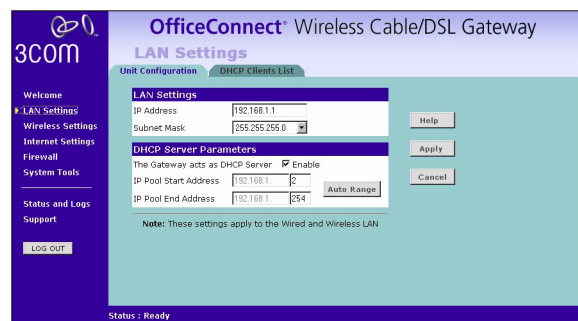 3COM
OfficeConnect® Wireless Cable/DSL Gateway
LAN Settings
Unit Configuration
DHCP Clients List
Welcome
LAN Settings
Wireless Settings
Internet Settings
Firewall
System Tools
Status and Logs
Support
LOG OUT
LAN Settings
IP Address 192.168.1.1
Subnet Mask 255.255.255.0
DHCP Server Parameters
The Gateway acts as DHCP Server Enable
IP Pool Start Address 192.168.1. 2
IP Pool End Address 192.168.1. 254
Auto Range
Note: These settings apply to the Wired and Wireless LAN
Help
Apply
Cancel
Status : Ready